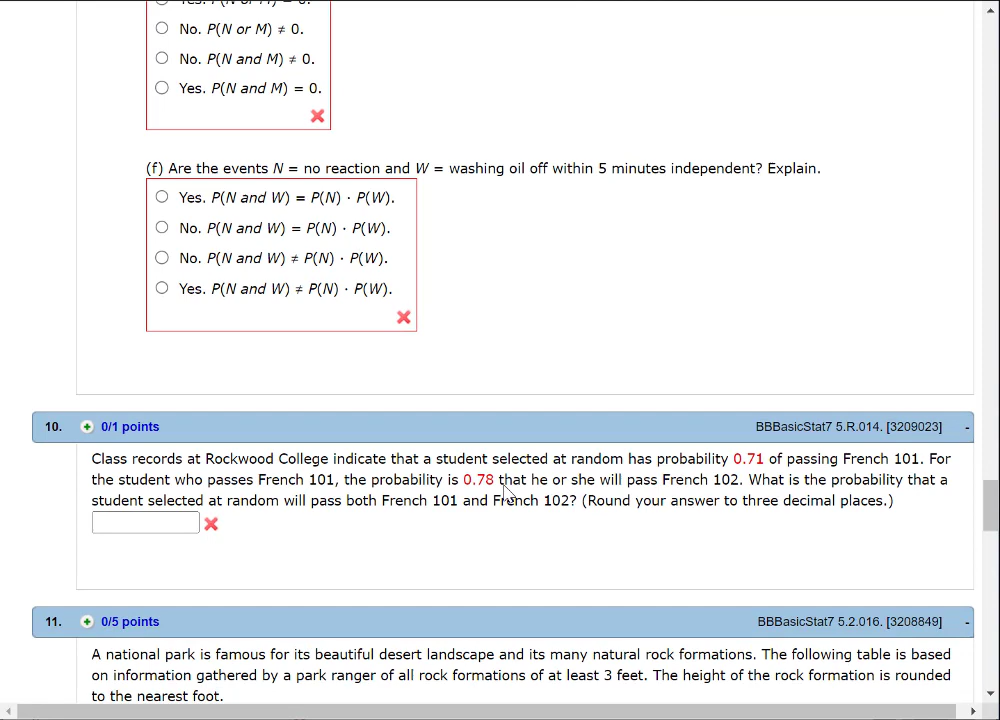 Yes. P(N or M) = 0.
No. P(N or M) ≠ 0.
No. P(N and M) ≠ 0.
Yes. P(N and M) = 0.
(f) Are the events N = no reaction and W = washing oil off within 5 minutes independent? Explain.
Yes. P(N and W) = P(N) · P(W).
No. P(N and W) = P(N) · P(W).
No. P(N and W) ≠ P(N) · P(W).
Yes. P(N and W) ≠ P(N) · P(W).
10. 0/1 points BBBasicStat7 5.R.014. [3209023] -
Class records at Rockwood College indicate that a student selected at random has probability 0.71 of passing French 101. For
the student who passes French 101, the probability is 0.78 that he or she will pass French 102. What is the probability that a
student selected at random will pass both French 101 and French 102? (Round your answer to three decimal places.)
11. 0/5 points BBBasicStat7 5.2.016. [3208849] -
A national park is famous for its beautiful desert landscape and its many natural rock formations. The following table is based
on information gathered by a park ranger of all rock formations of at least 3 feet. The height of the rock formation is rounded
to the nearest foot.